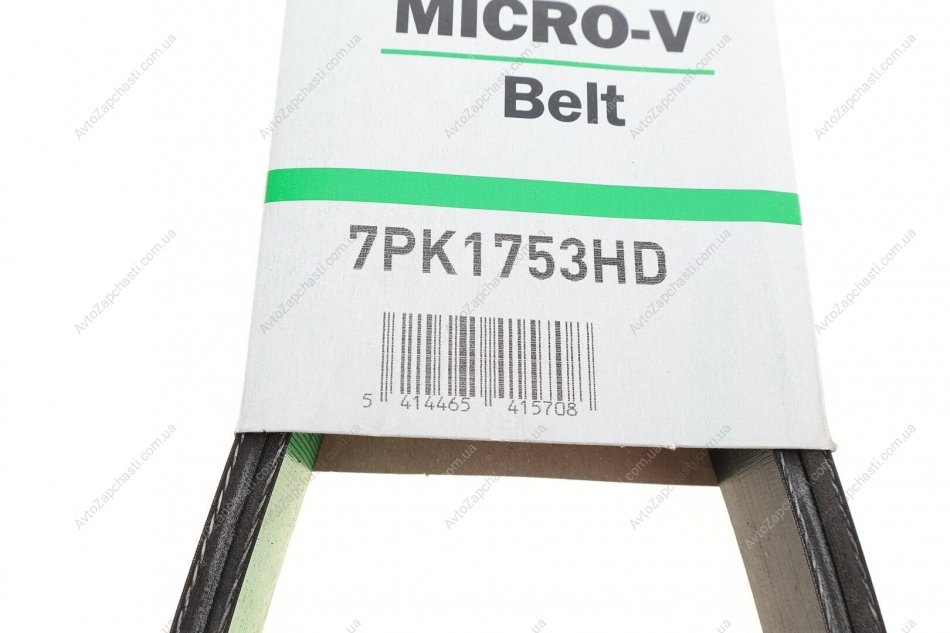 MICRO-V®
Belt
7PK1753HD
5 414465 415708
AvtoZapchasti.com.ua